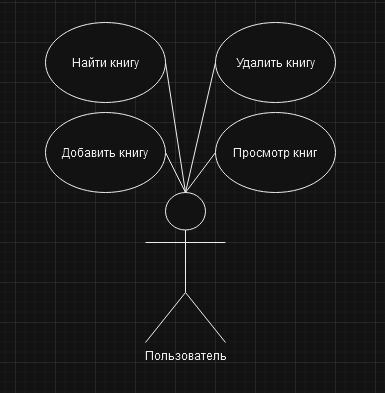 Найти книгу
Удалить книгу
Добавить книгу
Просмотр книг
Пользователь